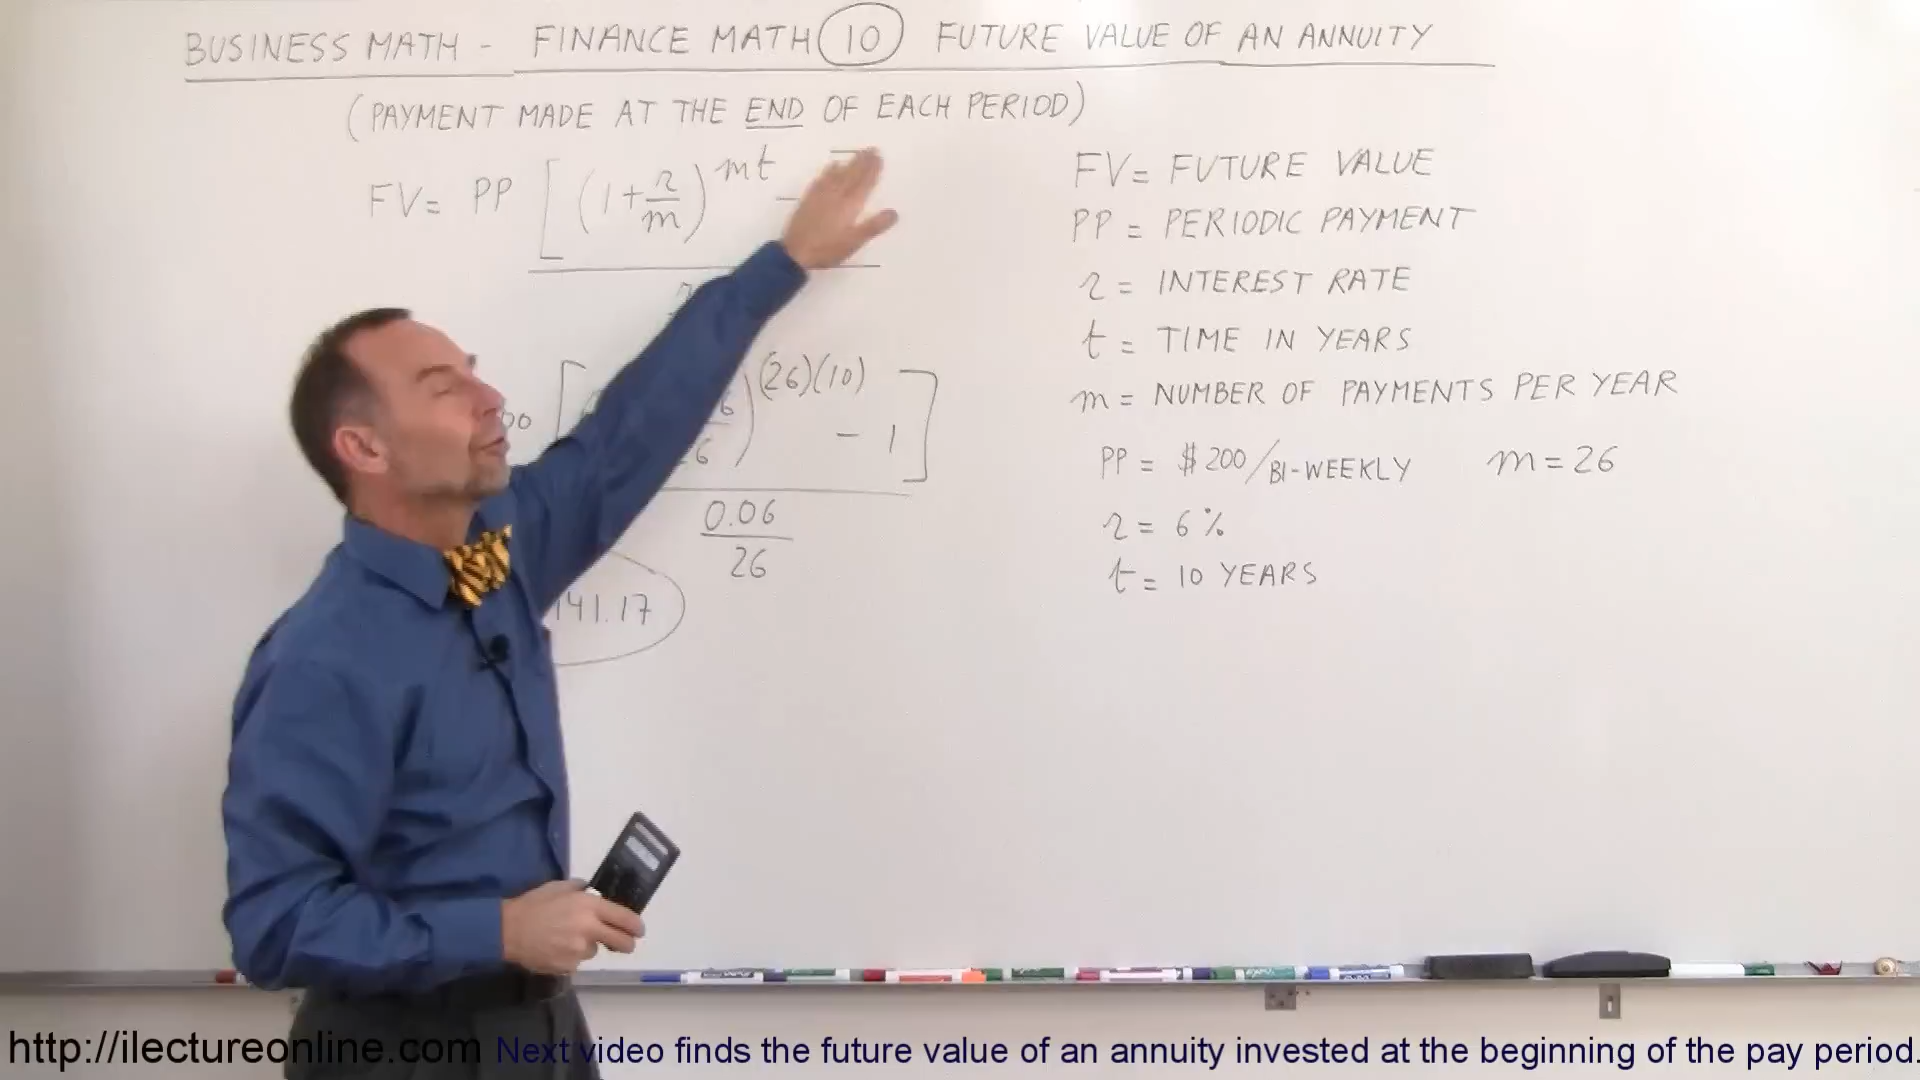 BUSINESS MATH - FINANCE MATH 10 FUTURE VALUE OF AN ANNUITY
(PAYMENT MADE AT THE END OF EACH PERIOD)
FV = PP [ (1 + r/m)^mt -
FV = FUTURE VALUE
PP = PERIODIC PAYMENT
r = INTEREST RATE
t = TIME IN YEARS
m = NUMBER OF PAYMENTS PER YEAR
PP = $200/BI-WEEKLY m = 26
r = 6%
t = 10 YEARS
(26)(10)
- 1 ]
0.06
26
41.17
http://ilectureonline.com Next video finds the future value of an annuity invested at the beginning of the pay period.